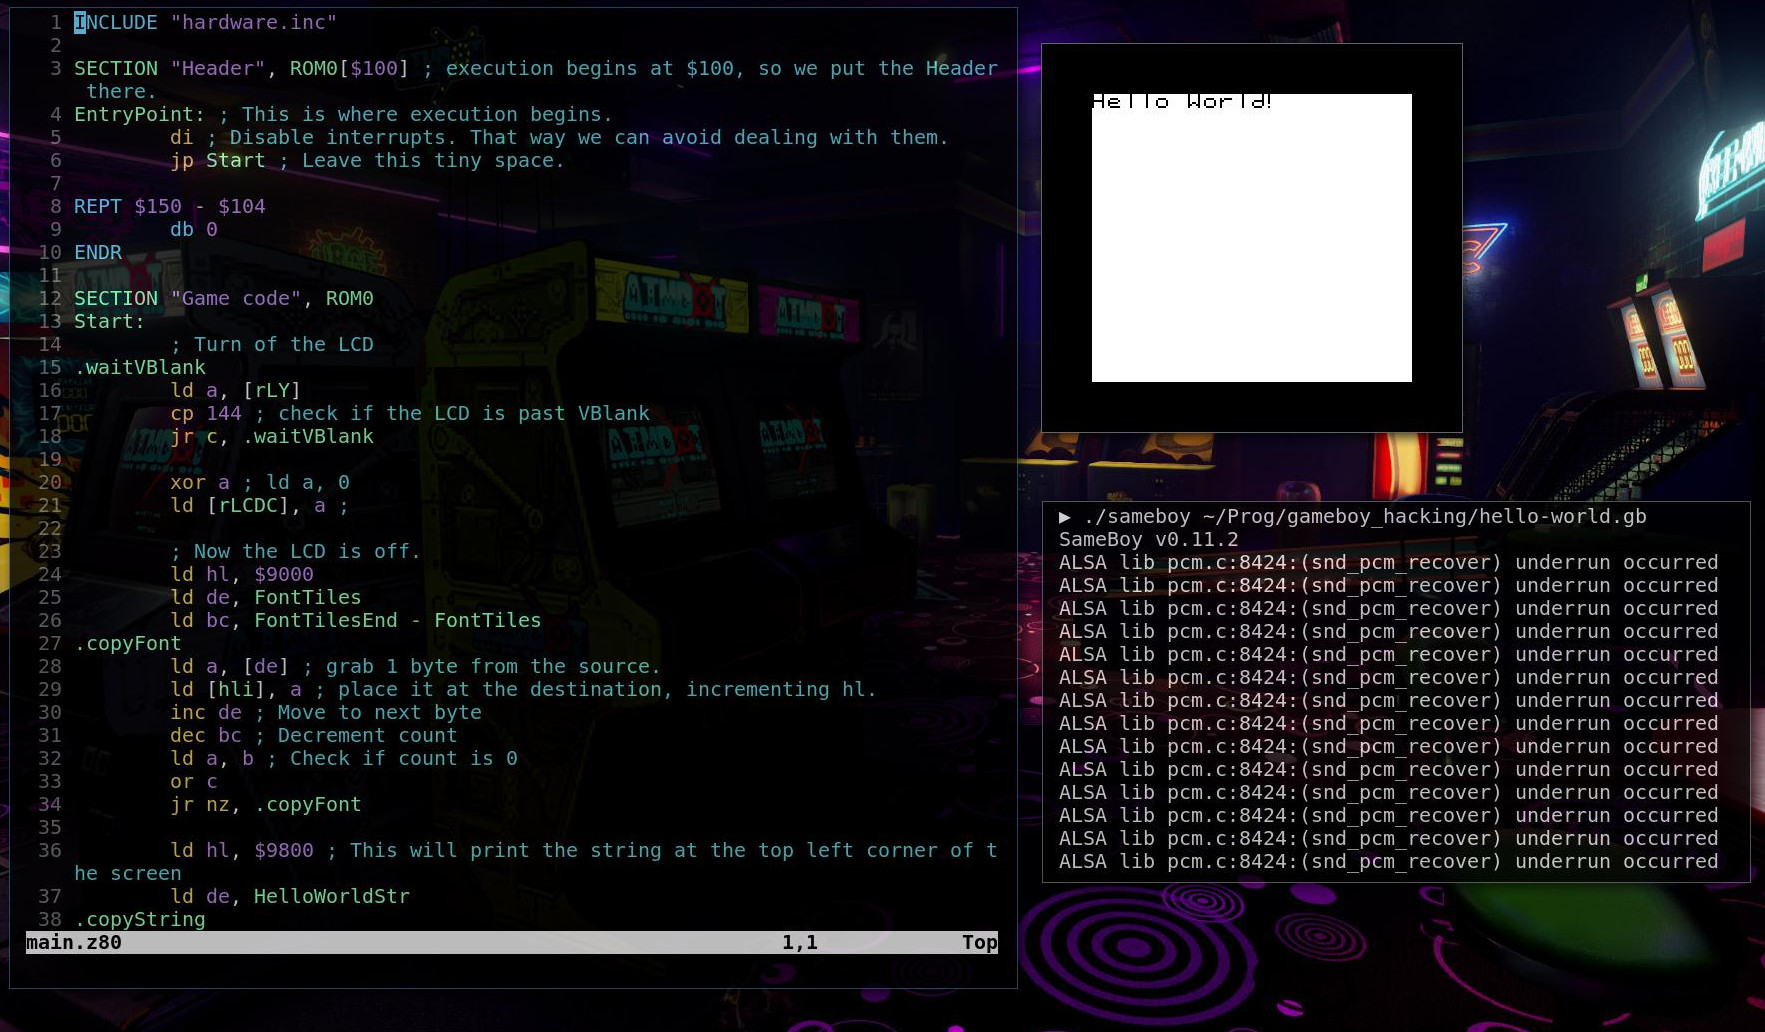 1 INCLUDE "hardware.inc"
2
3 SECTION "Header", ROM0[$100] ; execution begins at $100, so we put the Header
there.
4 EntryPoint: ; This is where execution begins.
5 di ; Disable interrupts. That way we can avoid dealing with them.
6 jp Start ; Leave this tiny space.
7
8 REPT $150 - $104
9 db 0
10 ENDR
11
12 SECTION "Game code", ROM0
13 Start:
14 ; Turn of the LCD
15 .waitVBlank
16 ld a, [rLY]
17 cp 144 ; check if the LCD is past VBlank
18 jr c, .waitVBlank
19
20 xor a ; ld a, 0
21 ld [rLCDC], a ;
22
23 ; Now the LCD is off.
24 ld hl, $9000
25 ld de, FontTiles
26 ld bc, FontTilesEnd - FontTiles
27 .copyFont
28 ld a, [de] ; grab 1 byte from the source.
29 ld [hli], a ; place it at the destination, incrementing hl.
30 inc de ; Move to next byte
31 dec bc ; Decrement count
32 ld a, b ; Check if count is 0
33 or c
34 jr nz, .copyFont
35
36 ld hl, $9800 ; This will print the string at the top left corner of t
he screen
37 ld de, HelloWorldStr
38 .copyString
main.z80 1,1 Top
Hello World!
▶ ./sameboy ~/Prog/gameboy_hacking/hello-world.gb
SameBoy v0.11.2
ALSA lib pcm.c:8424:(snd_pcm_recover) underrun occurred
ALSA lib pcm.c:8424:(snd_pcm_recover) underrun occurred
ALSA lib pcm.c:8424:(snd_pcm_recover) underrun occurred
ALSA lib pcm.c:8424:(snd_pcm_recover) underrun occurred
ALSA lib pcm.c:8424:(snd_pcm_recover) underrun occurred
ALSA lib pcm.c:8424:(snd_pcm_recover) underrun occurred
ALSA lib pcm.c:8424:(snd_pcm_recover) underrun occurred
ALSA lib pcm.c:8424:(snd_pcm_recover) underrun occurred
ALSA lib pcm.c:8424:(snd_pcm_recover) underrun occurred
ALSA lib pcm.c:8424:(snd_pcm_recover) underrun occurred
ALSA lib pcm.c:8424:(snd_pcm_recover) underrun occurred
ALSA lib pcm.c:8424:(snd_pcm_recover) underrun occurred
ALSA lib pcm.c:8424:(snd_pcm_recover) underrun occurred
ALSA lib pcm.c:8424:(snd_pcm_recover) underrun occurred
AIMBOT
AIMBOT
AIMBOT
AIMBOT
AIMBOT